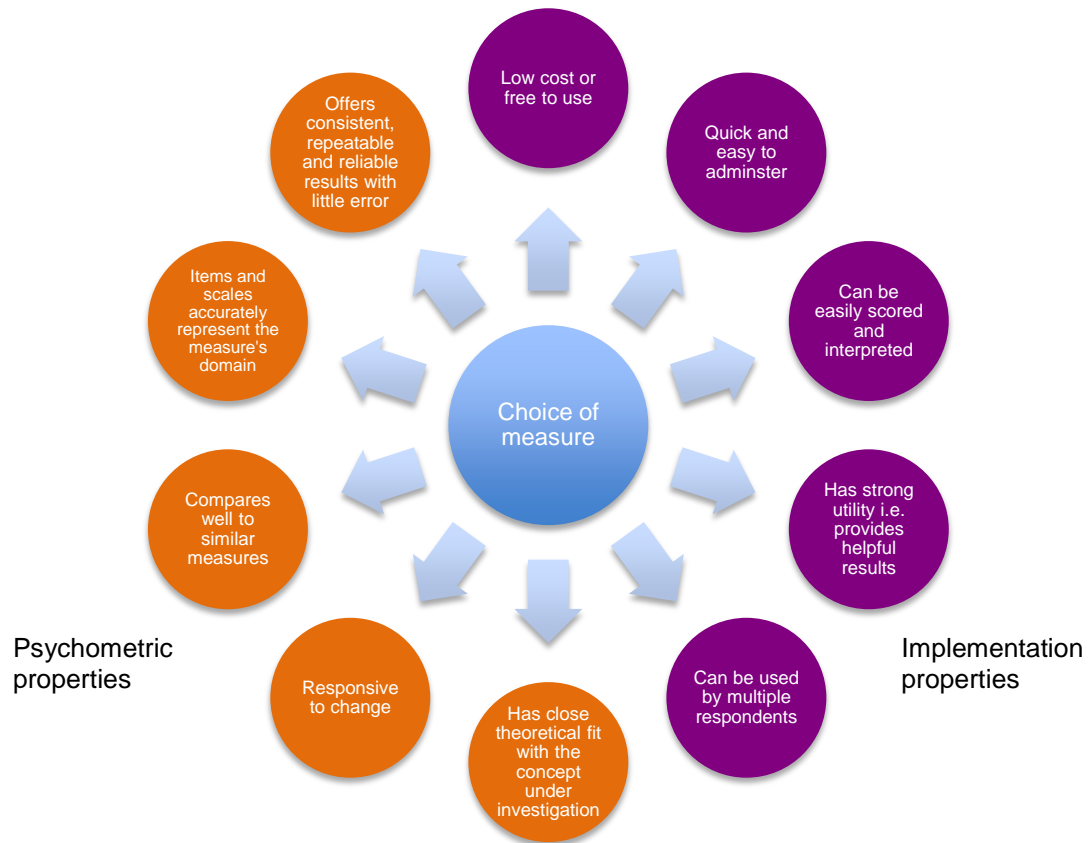 Low cost or
free to use
Quick and
easy to
adminster
Can be
easily scored
and
interpreted
Has strong
utility i.e.
provides
helpful
results
Can be used
by multiple
respondents
Has close
theoretical fit
with the
concept
under
investigation
Responsive
to change
Compares
well to
similar
measures
Items and
scales
accurately
represent the
measure's
domain
Offers
consistent,
repeatable
and reliable
results with
little error
Choice of
measure
Psychometric
properties
Implementation
properties